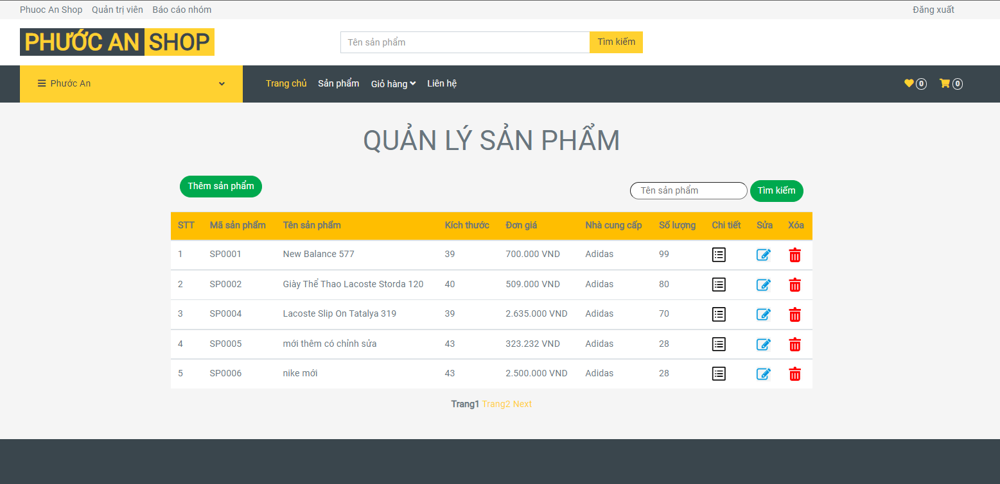 Phuoc An Shop Quản trị viên Báo cáo nhóm Đăng xuất
PHƯỚC AN SHOP Tên sản phẩm Tìm kiếm
Phước An Trang chủ Sản phẩm Giỏ hàng Liên hệ 0 0
QUẢN LÝ SẢN PHẨM
Thêm sản phẩm Tên sản phẩm Tìm kiếm
STT Mã sản phẩm Tên sản phẩm Kích thước Đơn giá Nhà cung cấp Số lượng Chi tiết Sửa Xóa
1 SP0001 New Balance 577 39 700.000 VND Adidas 99
2 SP0002 Giày Thể Thao Lacoste Storda 120 40 509.000 VND Adidas 80
3 SP0004 Lacoste Slip On Tatalya 319 39 2.635.000 VND Adidas 70
4 SP0005 mới thêm có chỉnh sửa 43 323.232 VND Adidas 28
5 SP0006 nike mới 43 2.500.000 VND Adidas 28
Trang1 Trang2 Next